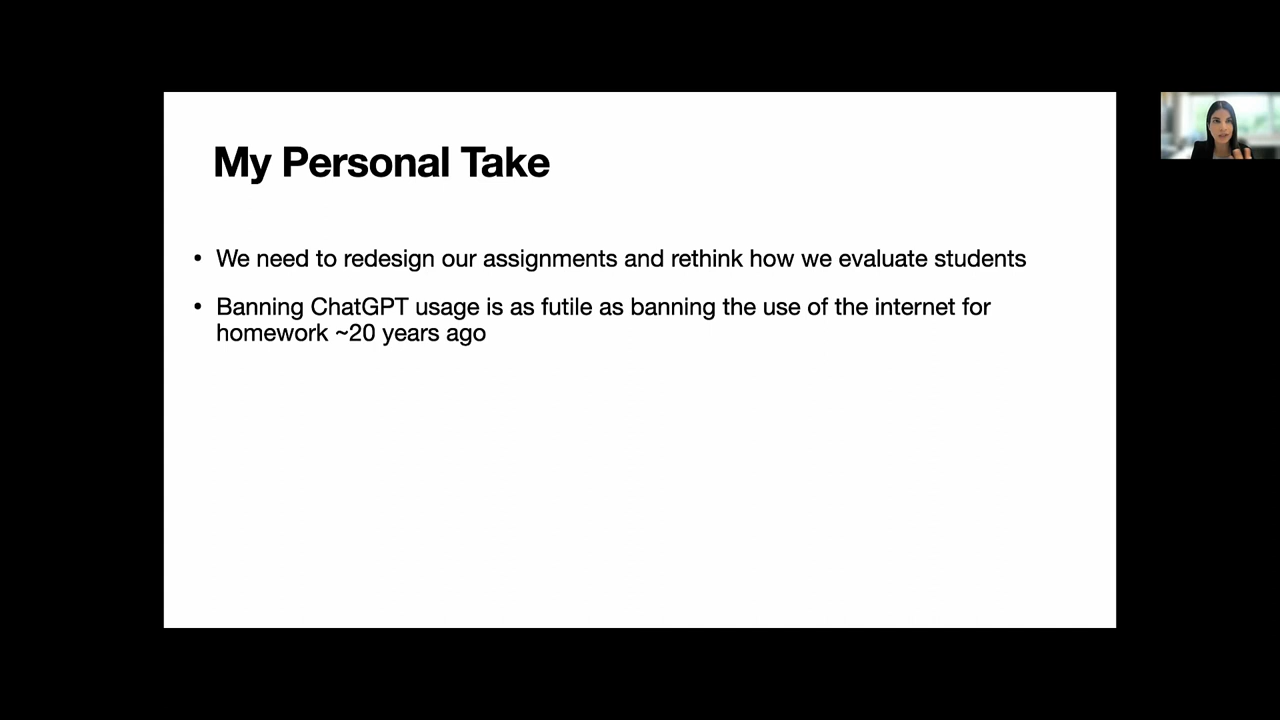 My Personal Take
• We need to redesign our assignments and rethink how we evaluate students
• Banning ChatGPT usage is as futile as banning the use of the internet for
homework ~20 years ago